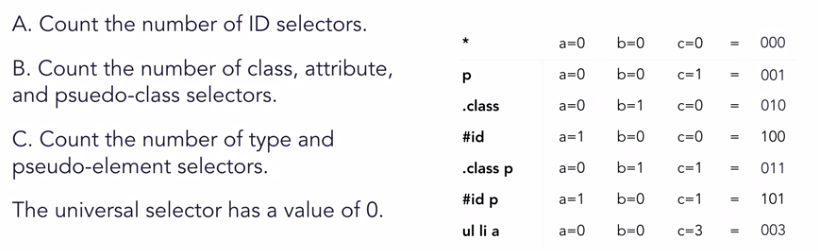 A. Count the number of ID selectors.
B. Count the number of class, attribute,
and psuedo-class selectors.
C. Count the number of type and
pseudo-element selectors.
The universal selector has a value of 0.
* a=0 b=0 c=0 = 000
p a=0 b=0 c=1 = 001
.class a=0 b=1 c=0 = 010
#id a=1 b=0 c=0 = 100
.class p a=0 b=1 c=1 = 011
#id p a=1 b=0 c=1 = 101
ul li a a=0 b=0 c=3 = 003